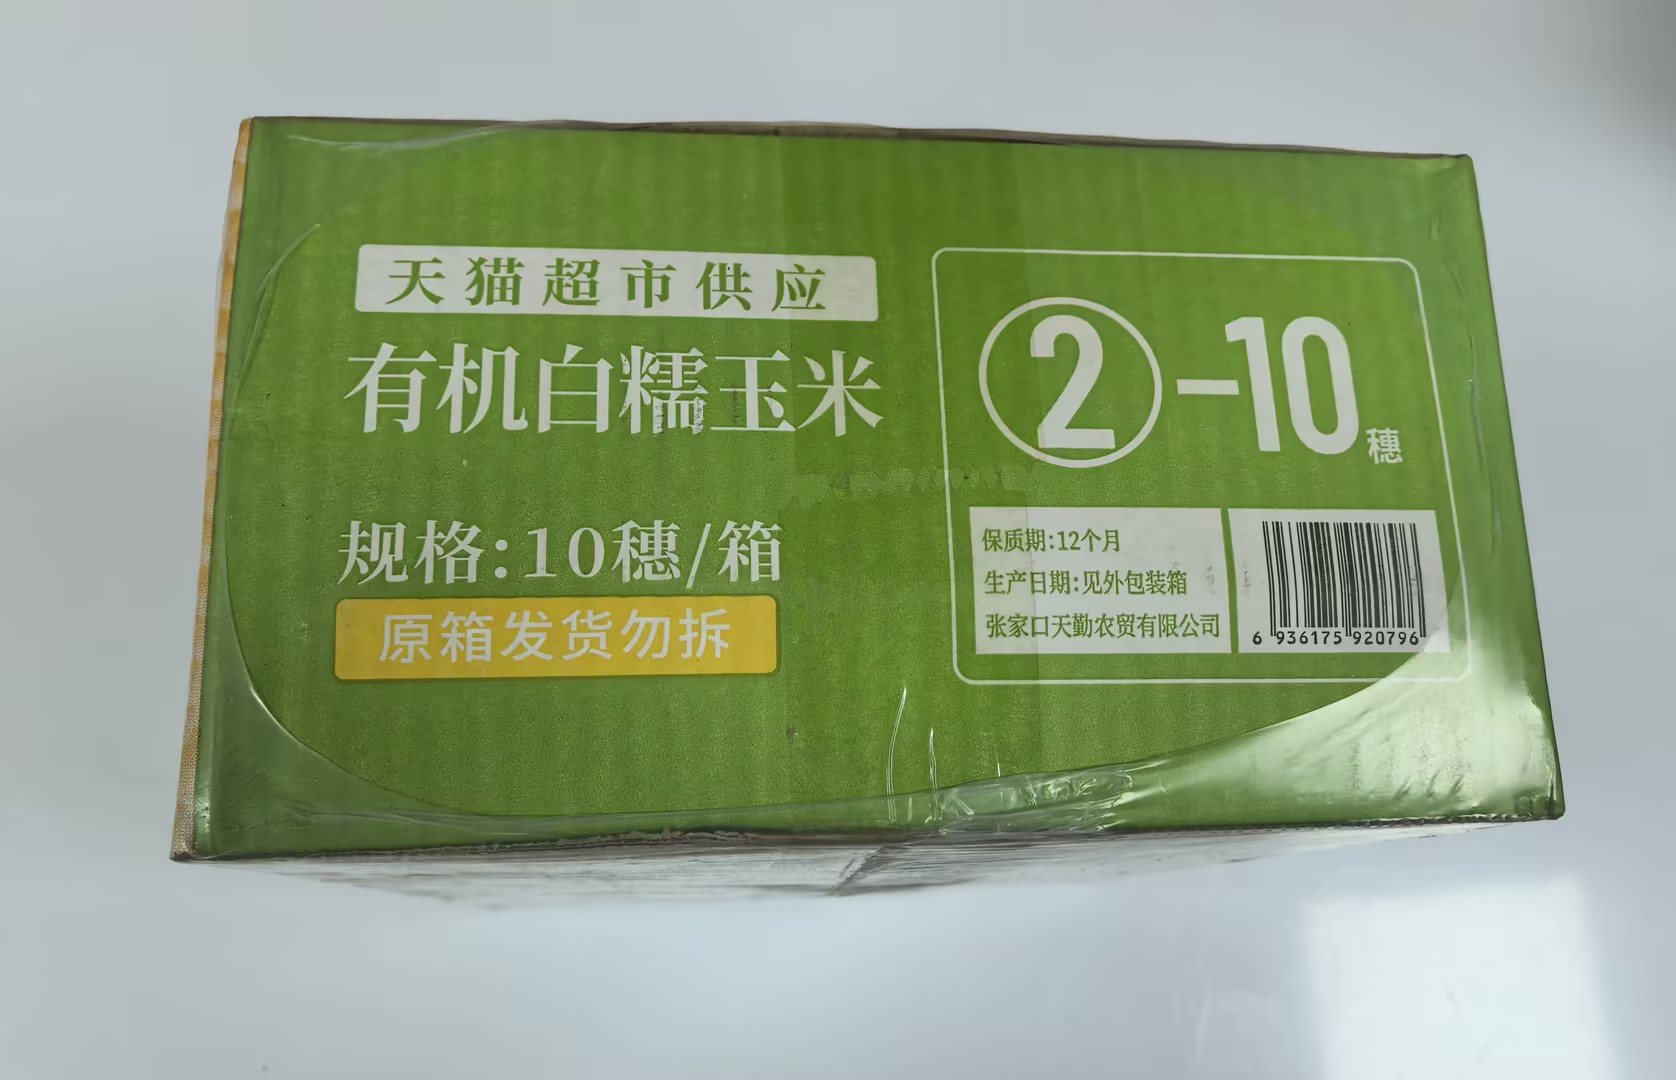 天猫超市供应
有机白糯玉米
规格:10穗/箱
原箱发货勿拆
②-10穗
保质期:12个月
生产日期:见外包装箱
张家口天勤农贸有限公司
6 936175 920796